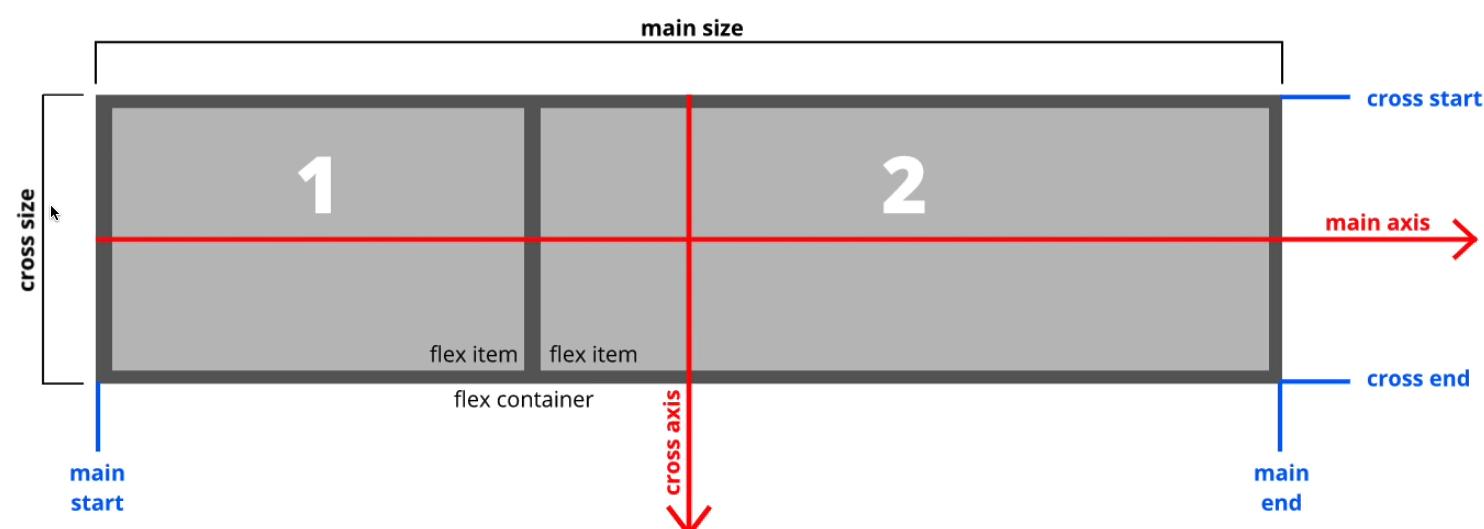 main size
cross start
1
2
cross size
main axis
flex item
flex item
cross end
flex container
cross axis
main
start
main
end